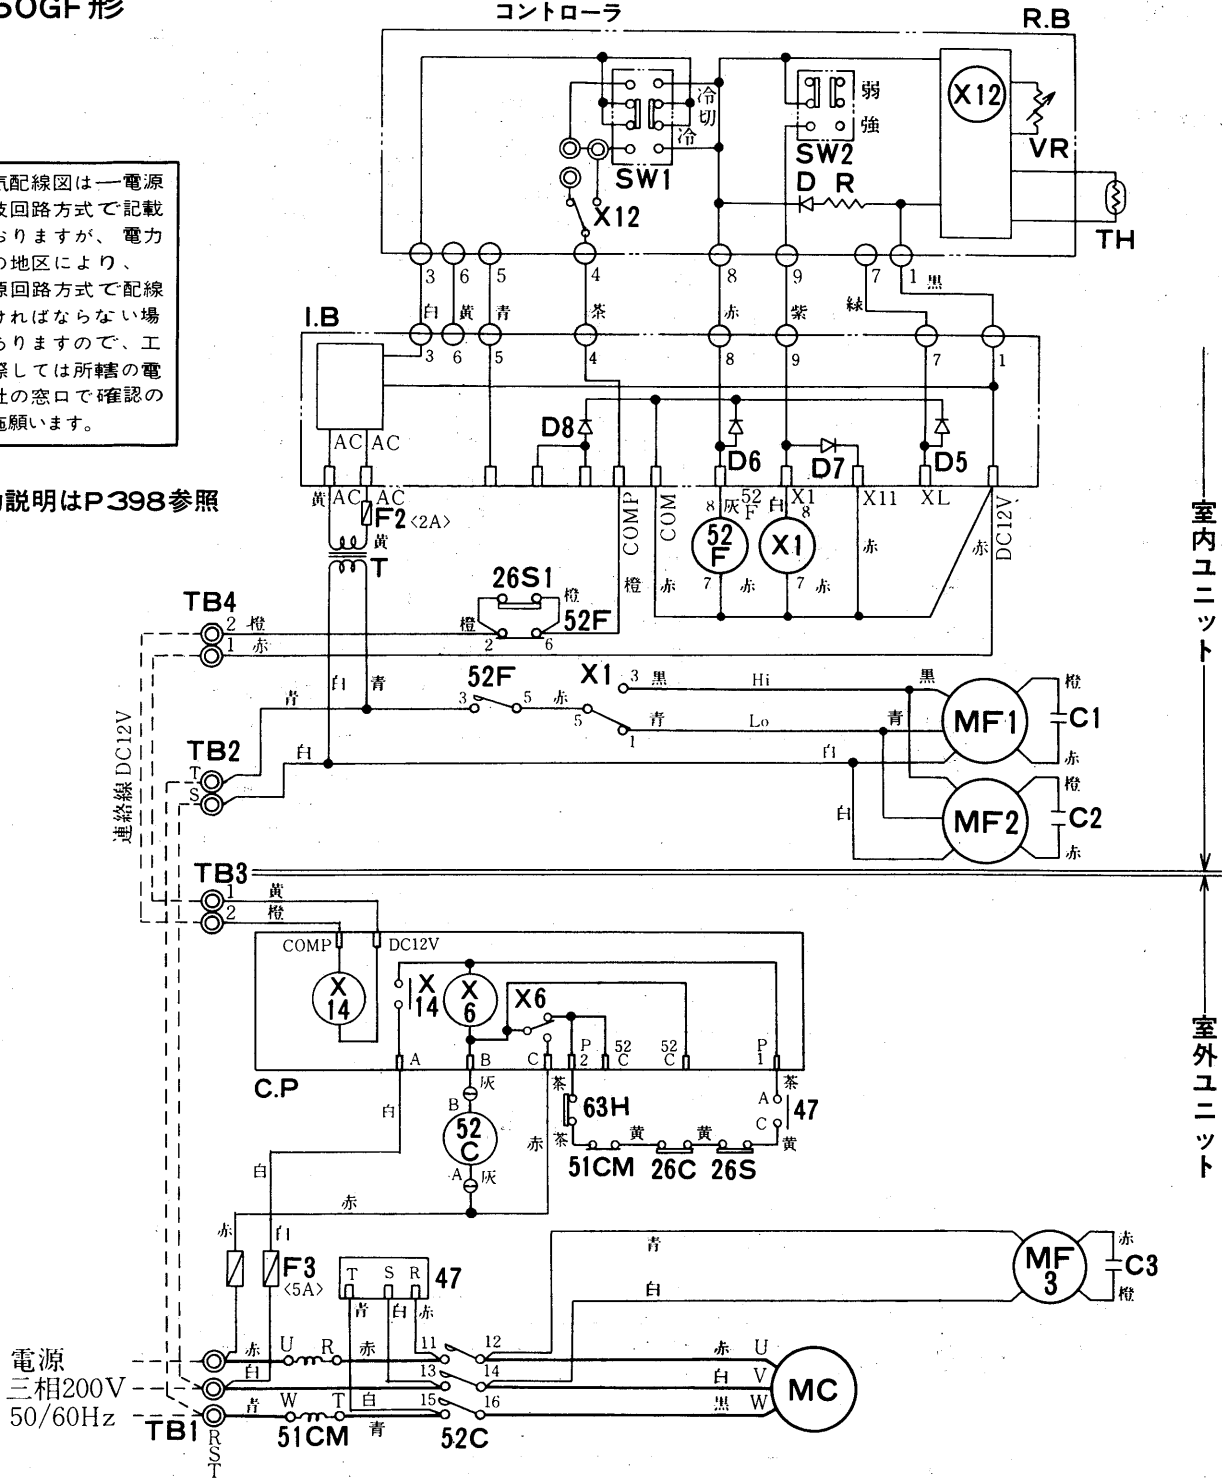 50GF形
コントローラ
R.B
X12
VR
TH
冷
切
冷
SW1
弱
強
SW2
D R
X12
3 6 5 4 8 9 7 1
白 黄 青 茶 赤 紫 緑 黒
気配線図は一電源
回路方式で記載
おりますが、電力
の地区により、
源回路方式で配線
ければならない場
ありますので、工
際しては所轄の電
社の窓口で確認の
施願います。
説明はP.398参照
I.B
3 6 5 4 8 9 7 1
D8 D6 D7 D5
AC AC
黄 AC AC
F2 <2A>
黄
T
COMP COM 8 灰 52F 白 X1 8 X11 XL DC12V
52F X1
橙 赤 7 赤 7 赤 赤 赤
26S1
橙
橙 2 6 52F
TB4
2 橙
1 赤
白 青
青
52F
3 5 赤 5
X1 3 黒 Hi 黒
青 Lo 青
1
MF1 橙 C1 赤
TB2
T
S
白 白
白
MF2 橙 C2 赤
連絡線DC12V
室内ユニット
TB3
1 黄
2 橙
COMP DC12V
X14 X14 X6 X6
A B C P2 52C 52C P1
C.P
室外ユニット
白 灰 B 52C A 灰 赤
茶 63H 茶
51CM 黄 26C 黄 26S
茶 A C 47 黄
白
赤
赤 白
F3 <5A>
T S R 47
青 白 赤
青
白
MF3 赤 C3 橙
電源
三相200V
50/60Hz
TB1
R
S
T
赤 U R 赤 11 12 赤 U
白 13 14 白 V
青 W T 白 15 16 黒 W
51CM 青 52C
MC